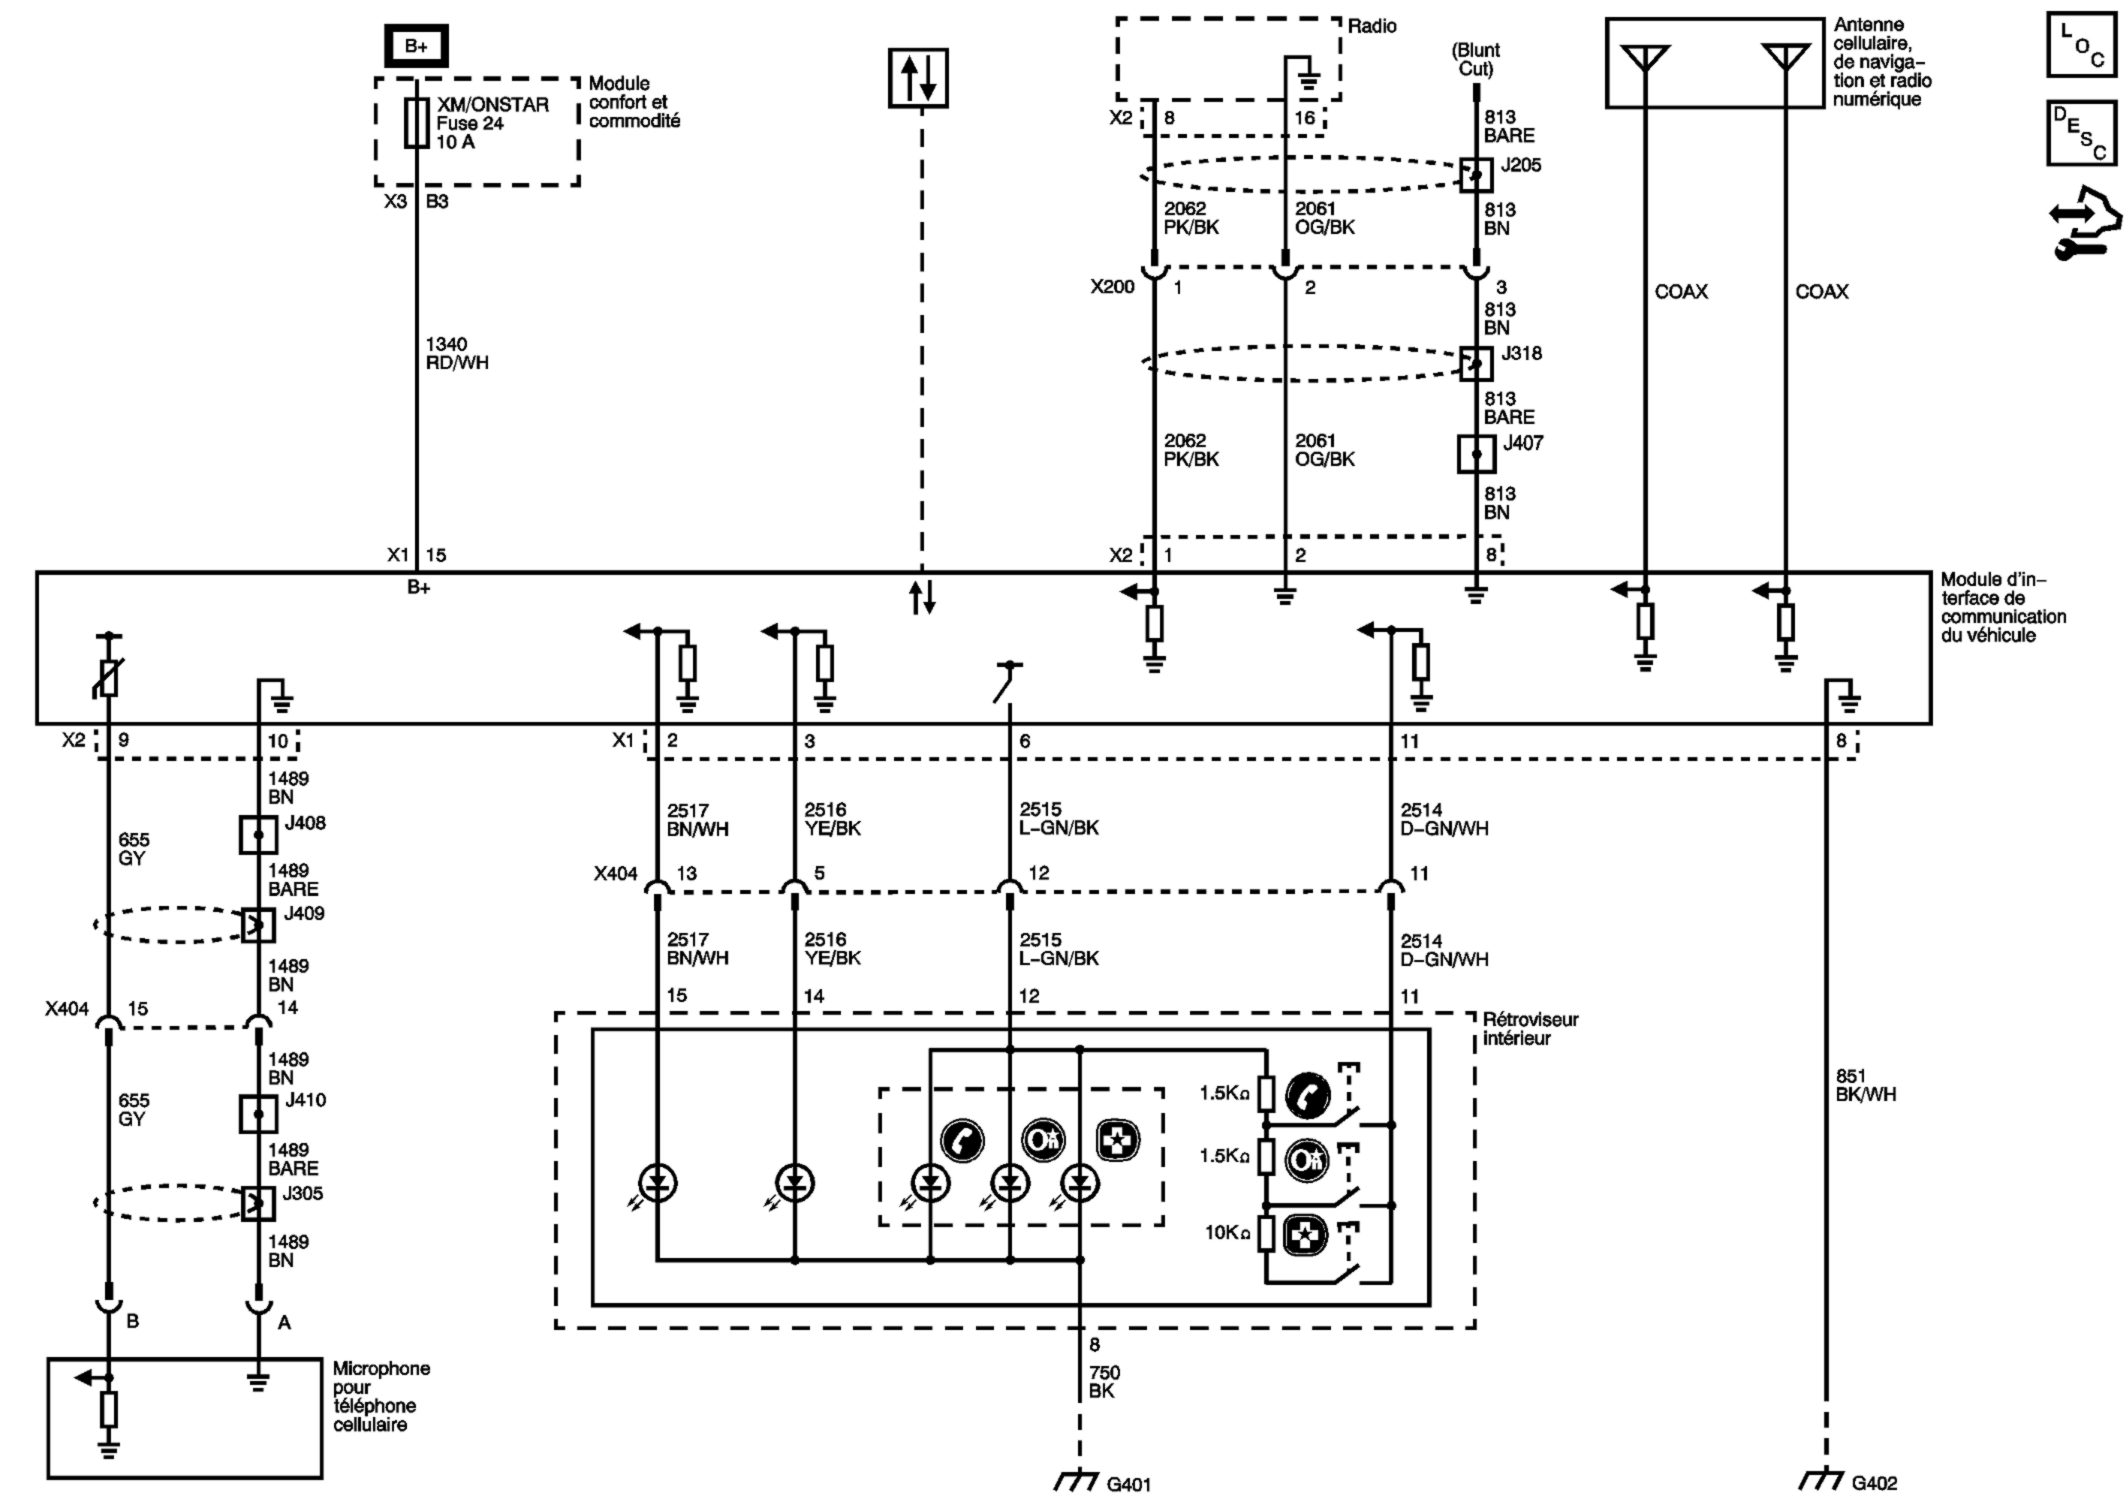 B+
XM/ONSTAR
Fuse 24
10 A
Module
confort et
commodité
X3 B3
1340
RD/WH
X1 15
B+
Radio
X2 8 16
(Blunt
Cut)
813
BARE
J205
2062
PK/BK
2061
OG/BK
813
BN
X200 1 2 3
813
BN
J318
813
BARE
J407
2062
PK/BK
2061
OG/BK
813
BN
X2 1 2 8
Antenne
cellulaire,
de naviga-
tion et radio
numérique
COAX
COAX
LOC
DESC
Module d'in-
terface de
communication
du véhicule
X2 9 10
1489
BN
J408
655
GY
1489
BARE
J409
1489
BN
X404 15 14
1489
BN
J410
655
GY
1489
BARE
J305
1489
BN
B A
Microphone
pour
téléphone
cellulaire
X1 2 3 6 11 8
2517
BN/WH
2516
YE/BK
2515
L-GN/BK
2514
D-GN/WH
X404 13 5 12 11
2517
BN/WH
2516
YE/BK
2515
L-GN/BK
2514
D-GN/WH
15 14 12 11
Rétroviseur
intérieur
1.5KΩ
1.5KΩ
10KΩ
8
750
BK
G401
851
BK/WH
G402